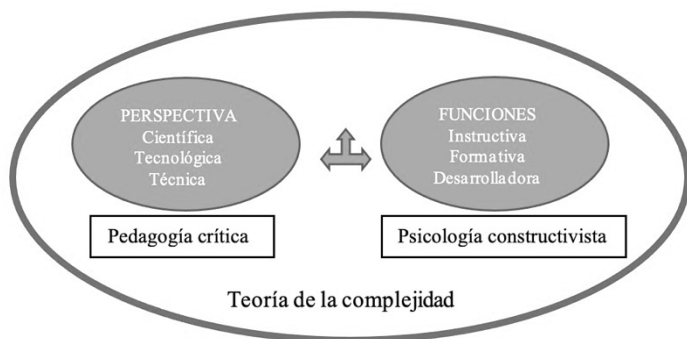 PERSPECTIVA
Científica
Tecnológica
Técnica
Pedagogía crítica
FUNCIONES
Instructiva
Formativa
Desarrolladora
Psicología constructivista
Teoría de la complejidad